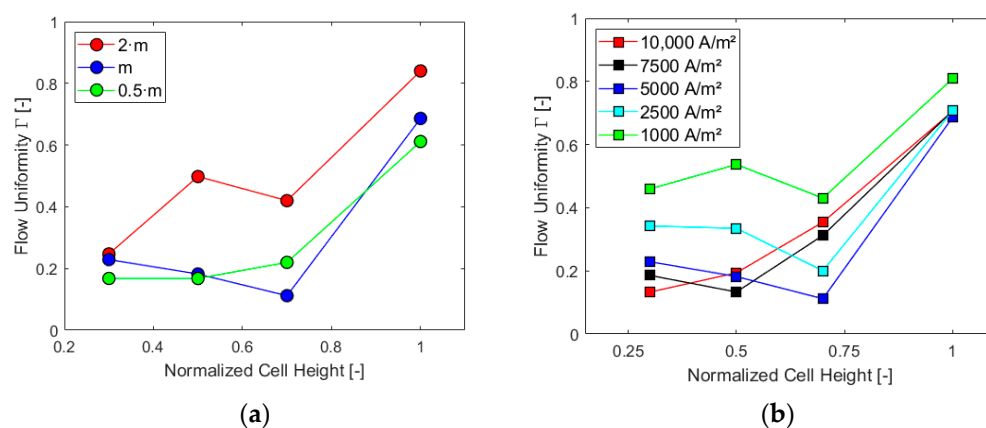 1
0.8
0.6
0.4
0.2
0
Flow Uniformity Γ [-]
2·m
m
0.5·m
0.2
0.4
0.6
0.8
1
Normalized Cell Height [-]
(a)
1
0.8
0.6
0.4
0.2
0
Flow Uniformity Γ [-]
10,000 A/m²
7500 A/m²
5000 A/m²
2500 A/m²
1000 A/m²
0.25
0.5
0.75
1
Normalized Cell Height [-]
(b)